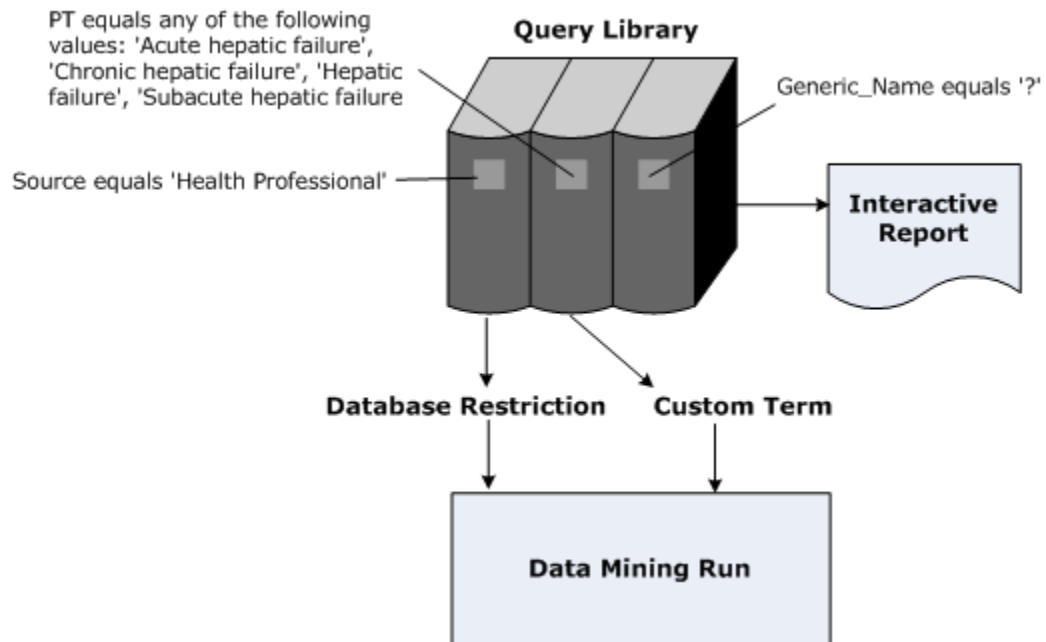 PT equals any of the following
values: 'Acute hepatic failure',
'Chronic hepatic failure', 'Hepatic
failure', 'Subacute hepatic failure
Query Library
Generic_Name equals '?'
Source equals 'Health Professional'
Interactive
Report
Database Restriction
Custom Term
Data Mining Run